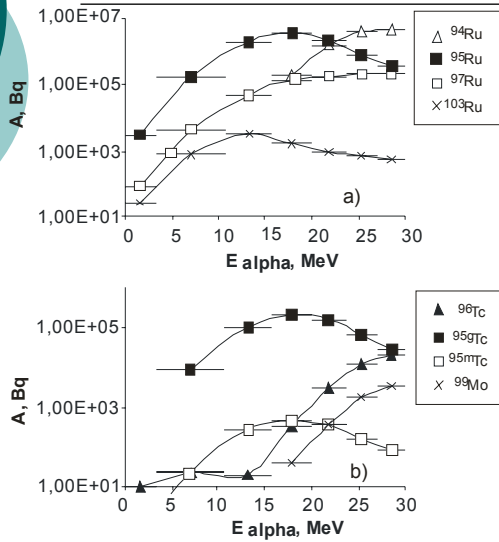 A, Bq
1,00E+07
1,00E+05
1,00E+03
1,00E+01
0 5 10 15 20 25 30
E alpha, MeV
a)
94Ru
95Ru
97Ru
103Ru
A, Bq
1,00E+05
1,00E+03
1,00E+01
0 5 10 15 20 25 30
E alpha, MeV
b)
96Tc
95gTc
95mTc
99Mo